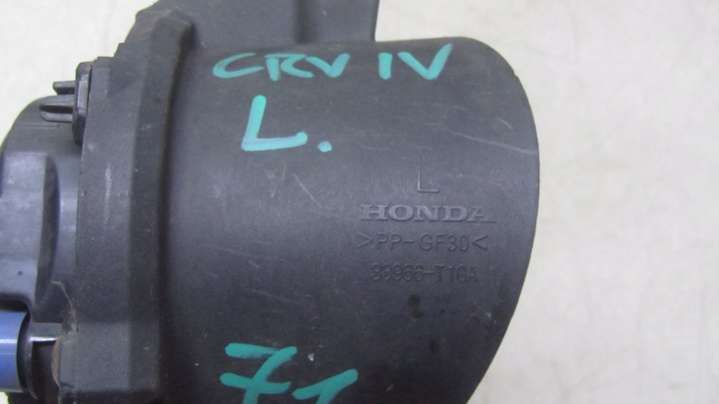 CRV IV
L.
L
HONDA
>PP-GF30<
71